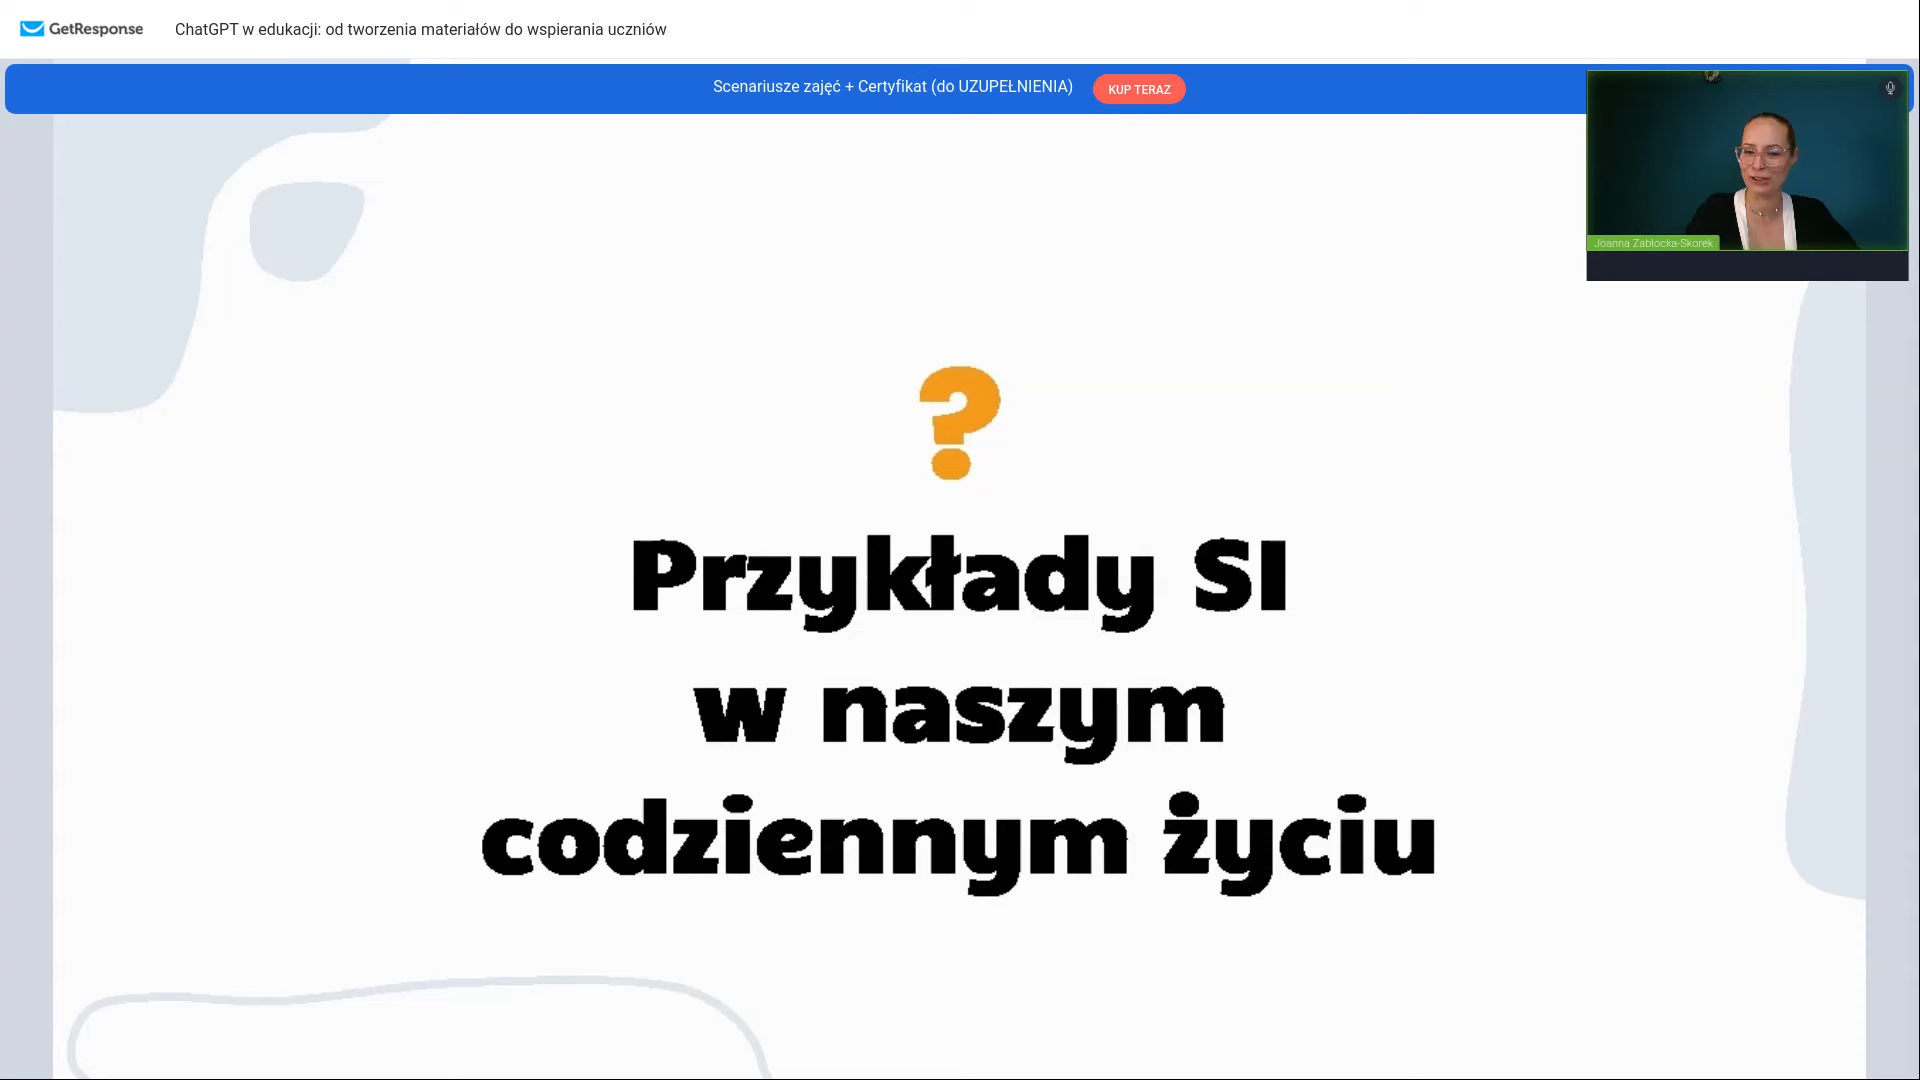 GetResponse
ChatGPT w edukacji: od tworzenia materiałów do wspierania uczniów
Scenariusze zajęć + Certyfikat (do UZUPEŁNIENIA)
KUP TERAZ
Joanna Zabłocka-Skorek
?
Przykłady SI
w naszym
codziennym życiu